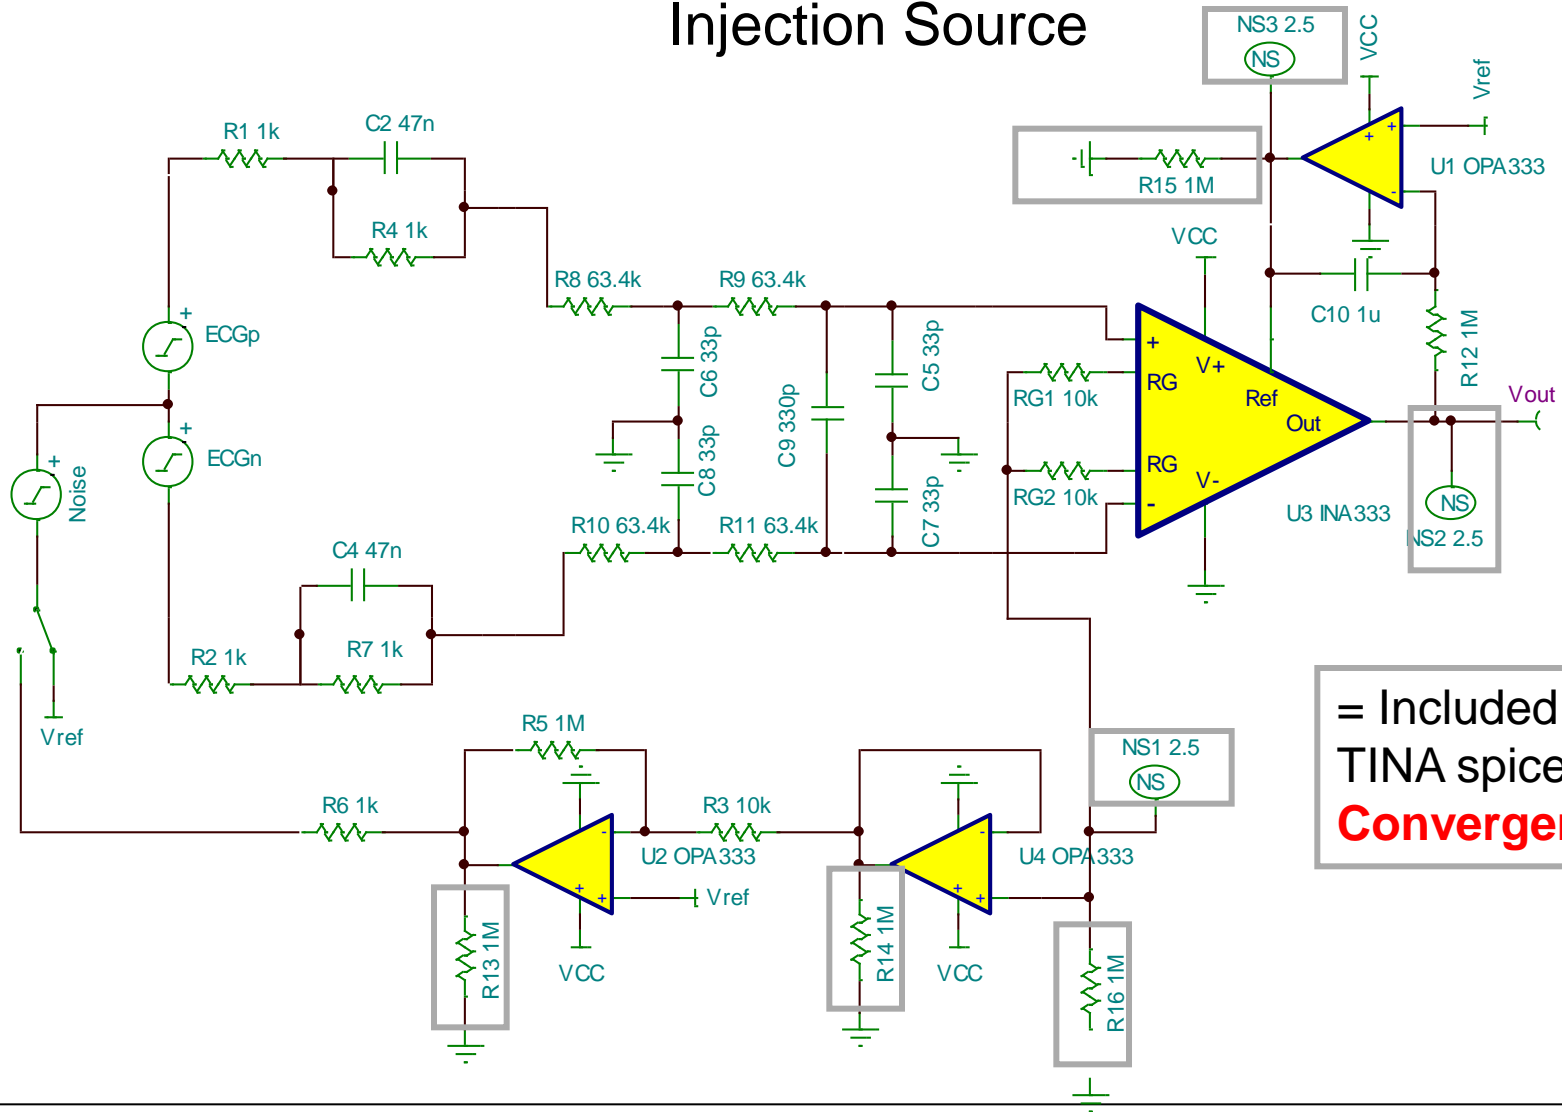 Injection Source
NS3 2.5
NS
VCC
Vref
R1 1k
C2 47n
+
-
+
U1 OPA333
R15 1M
R4 1k
VCC
R8 63.4k
R9 63.4k
C10 1u
R12 1M
+
ECGp
C6 33p
C5 33p
+
V+
RG
RG1 10k
Ref
Vout
C9 330p
Out
+
ECGn
C8 33p
RG
RG2 10k
V-
-
+
Noise
C7 33p
U3 INA333
NS
NS2 2.5
R10 63.4k
R11 63.4k
C4 47n
R2 1k
R7 1k
Vref
R5 1M
NS1 2.5
NS
= Included
TINA spice
Converger
R6 1k
R3 10k
-
+
+
U2 OPA333
-
+
+
U4 OPA333
Vref
R13 1M
VCC
R14 1M
VCC
R16 1M